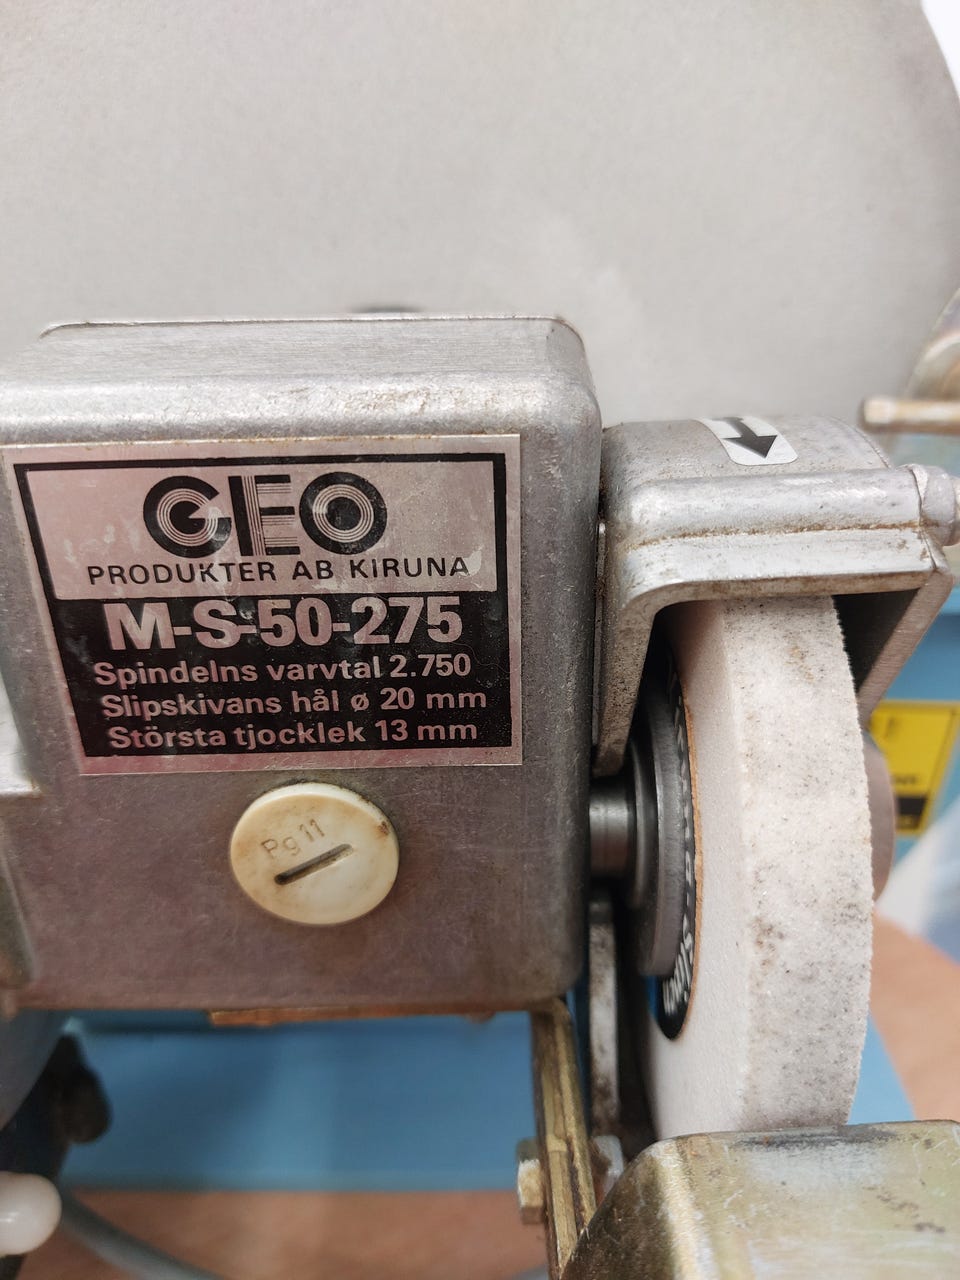 GEO
PRODUKTER AB KIRUNA
M-S-50-275
Spindelns varvtal 2.750
Slipskivans hål ø 20 mm
Största tjocklek 13 mm
Pg 11